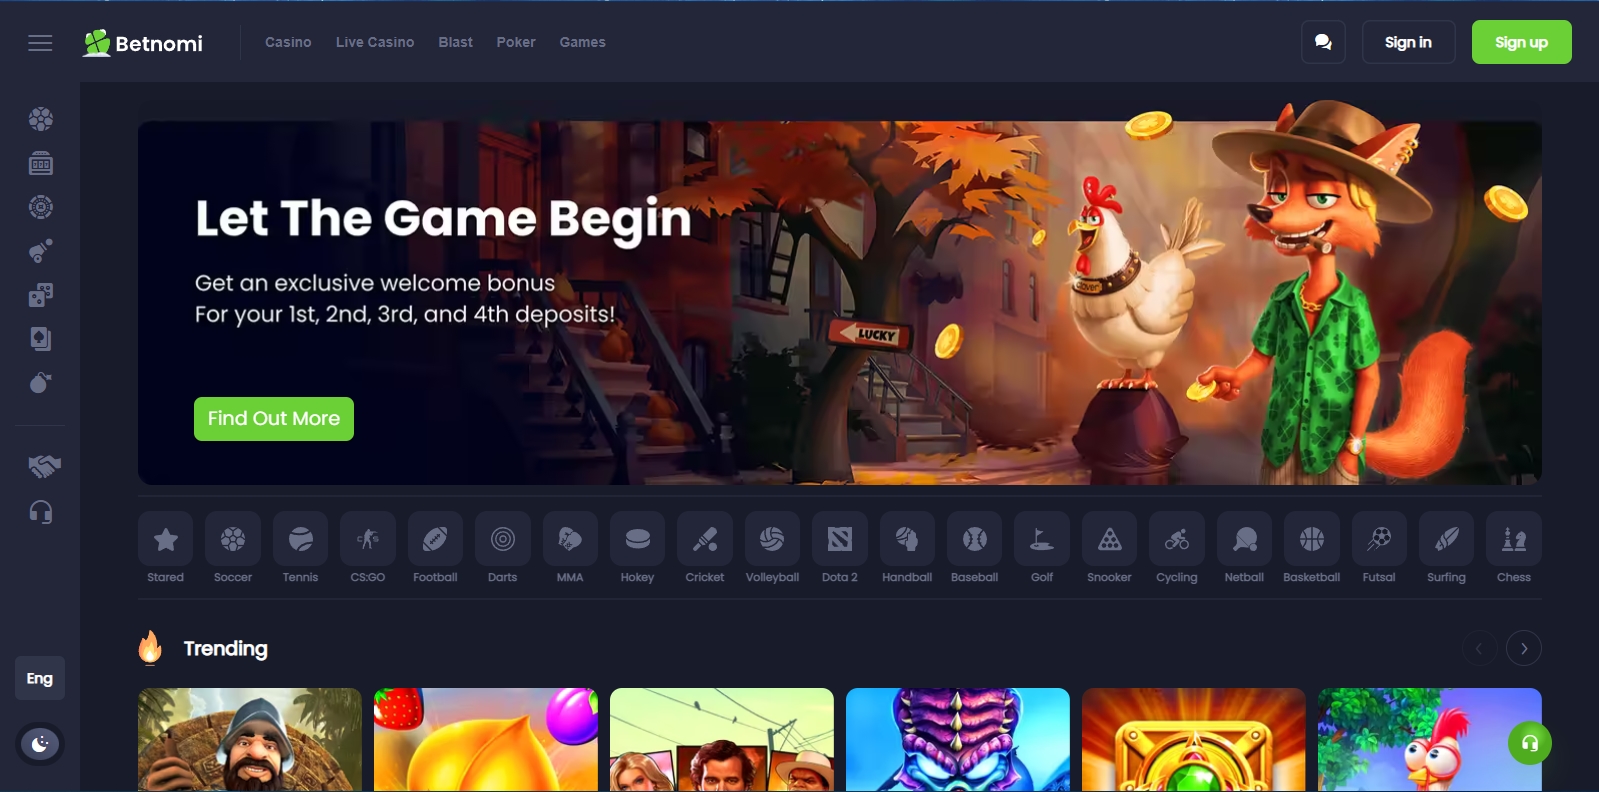 Betnomi
Casino
Live Casino
Blast
Poker
Games
Sign in
Sign up
Let The Game Begin
Get an exclusive welcome bonus
For your 1st, 2nd, 3rd, and 4th deposits!
Find Out More
LUCKY
clover
Stared
Soccer
Tennis
CS:GO
Football
Darts
MMA
Hokey
Cricket
Volleyball
Dota 2
Handball
Baseball
Golf
Snooker
Cycling
Netball
Basketball
Futsal
Surfing
Chess
Trending
Eng